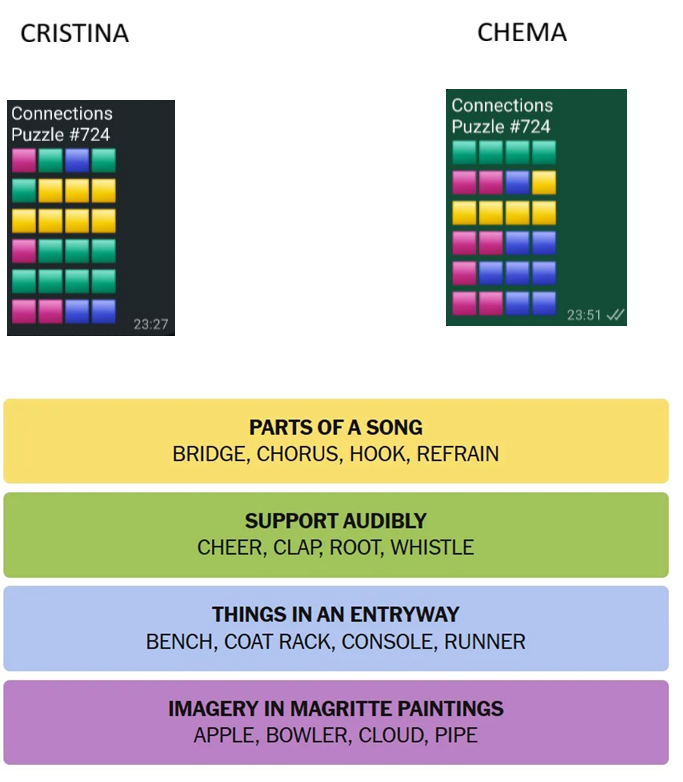 CRISTINA
CHEMA
Connections
Puzzle #724
23:27
Connections
Puzzle #724
23:51
PARTS OF A SONG
BRIDGE, CHORUS, HOOK, REFRAIN
SUPPORT AUDIBLY
CHEER, CLAP, ROOT, WHISTLE
THINGS IN AN ENTRYWAY
BENCH, COAT RACK, CONSOLE, RUNNER
IMAGERY IN MAGRITTE PAINTINGS
APPLE, BOWLER, CLOUD, PIPE